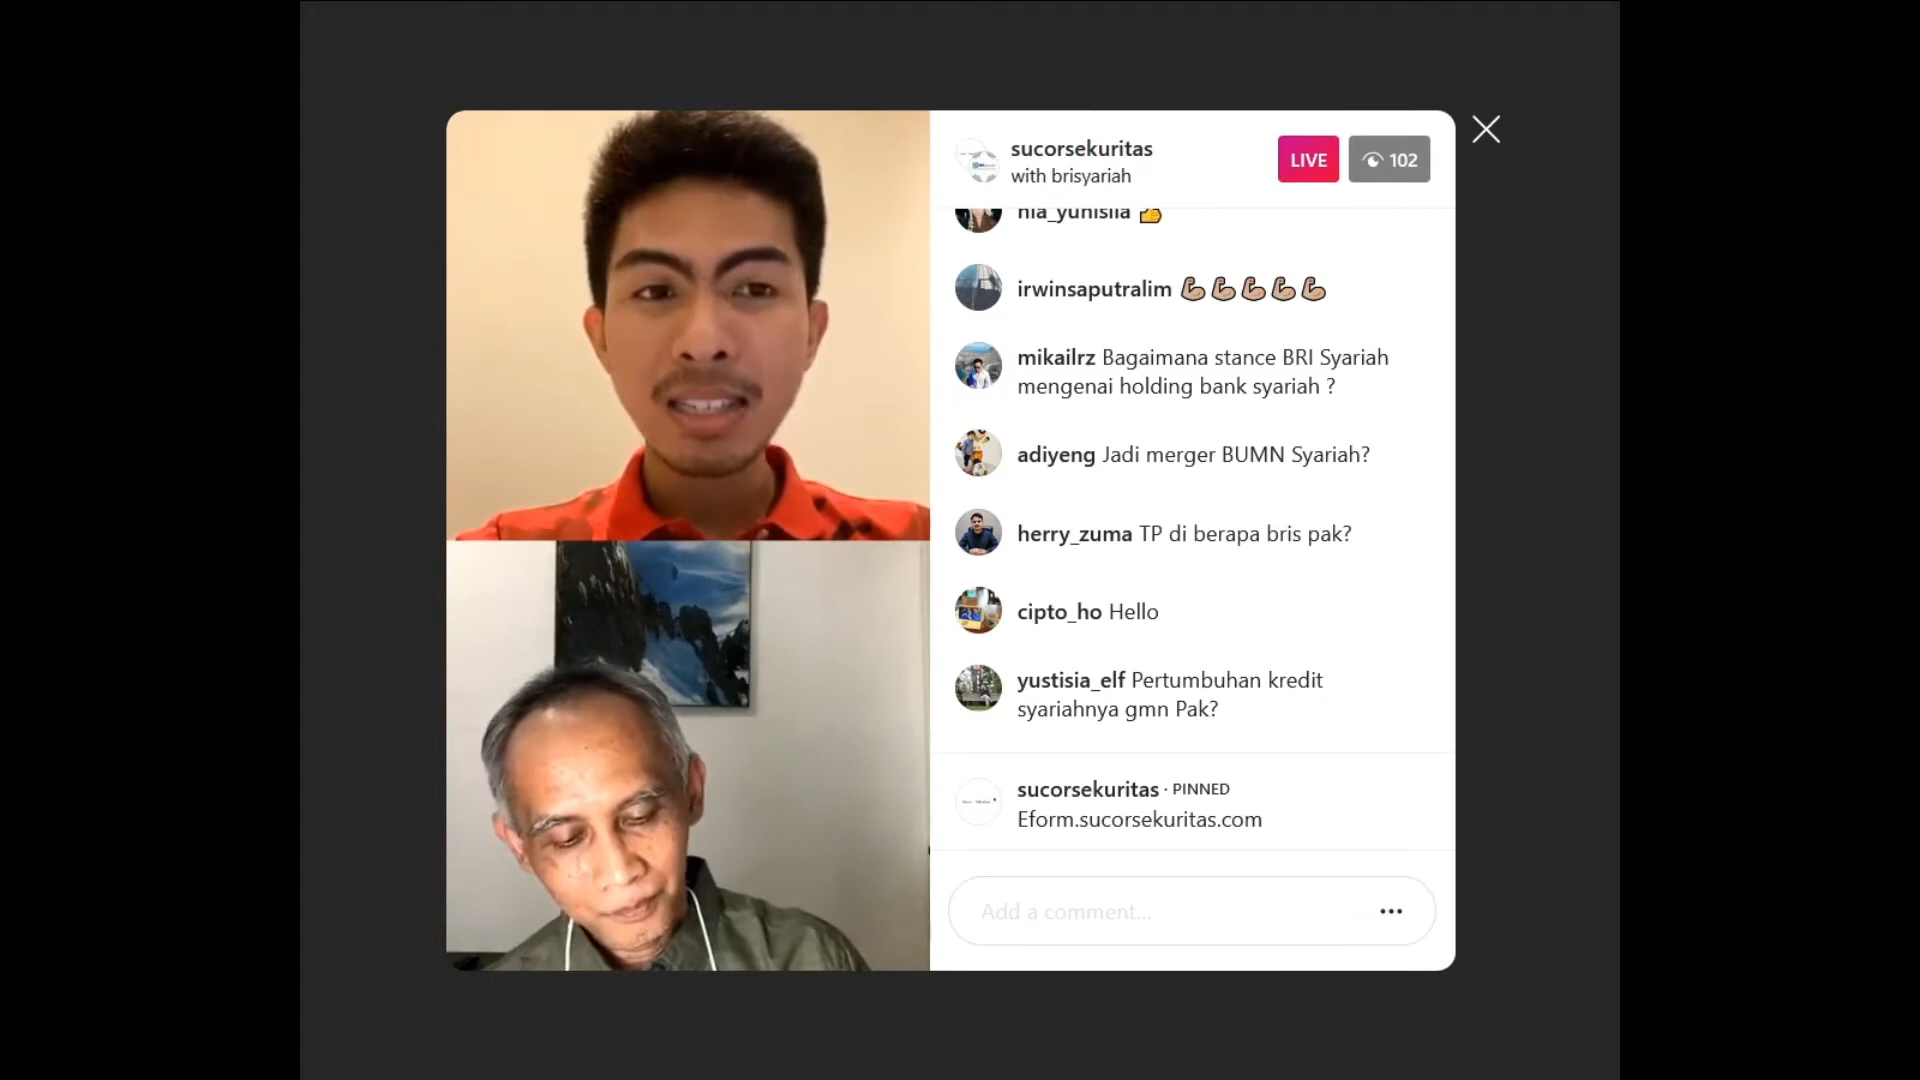 sucorsekuritas
with brisyariah
LIVE
102
nia_yunisila 👍
irwinsaputralim 💪🏼💪🏼💪🏼💪🏼💪🏼
mikailrz Bagaimana stance BRI Syariah
mengenai holding bank syariah ?
adiyeng Jadi merger BUMN Syariah?
herry_zuma TP di berapa bris pak?
cipto_ho Hello
yustisia_elf Pertumbuhan kredit
syariahnya gmn Pak?
sucorsekuritas · PINNED
Eform.sucorsekuritas.com
Add a comment...